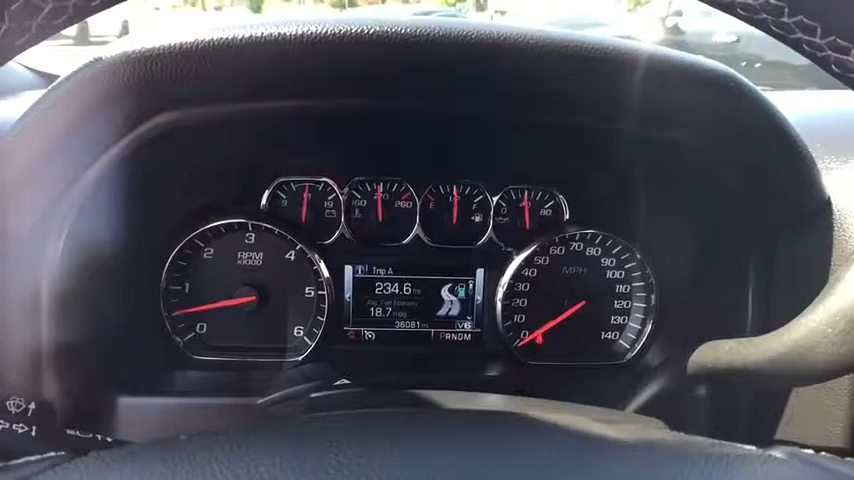 9 14 19
160 210 260
E F
0 40 80
RPM
x1000
0 1 2 3 4 5 6
Trip A
234.6 mi
Avg. Fuel Economy
18.7 mpg
36081 mi
V6
PRNDM
MPH
0 10 20 30 40 50 60 70 80 90 100 110 120 130 140